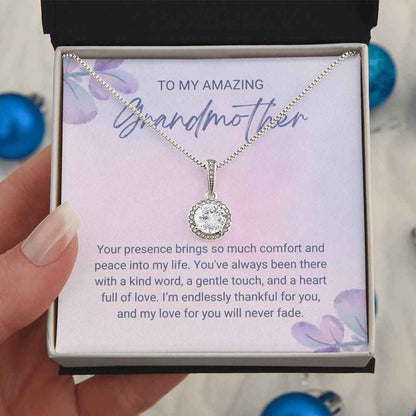 TO MY AMAZING
Grandmother
Your presence brings so much comfort and
peace into my life. You've always been there
with a kind word, a gentle touch, and a heart
full of love. I'm endlessly thankful for you,
and my love for you will never fade.